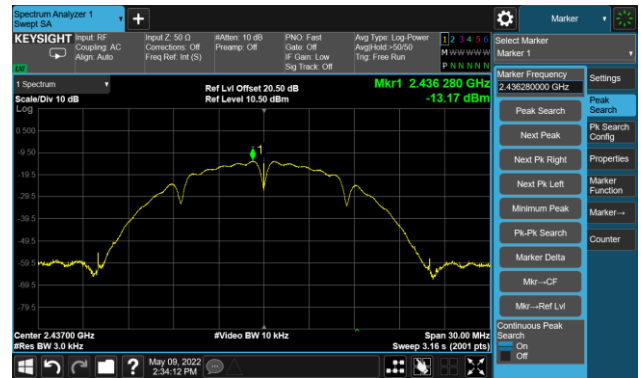 Spectrum Analyzer 1
Swept SA
+
Marker
KEYSIGHT
Input: RF
Coupling: AC
Align: Auto
Input Z: 50 Ω
Corrections: Off
Freq Ref: Int (S)
#Atten: 10 dB
Preamp: Off
PNO: Fast
Gate: Off
IF Gain: Low
Sig Track: Off
Avg Type: Log-Power
Avg|Hold:>50/50
Trig: Free Run
1 2 3 4 5 6
M W W W W W
P N N N N N
LVI
Select Marker
Marker 1
1 Spectrum
Scale/Div 10 dB
Log
Ref Lvl Offset 20.50 dB
Ref Level 10.50 dBm
Mkr1 2.436 280 GHz
-13.17 dBm
0.500
-9.50
-19.5
-29.5
-39.5
-49.5
-59.5
-69.5
-79.5
1
Center 2.43700 GHz
#Res BW 3.0 kHz
#Video BW 10 kHz
Span 30.00 MHz
Sweep 3.16 s (2001 pts)
Marker Frequency
2.436280000 GHz
Peak Search
Next Peak
Next Pk Right
Next Pk Left
Minimum Peak
Pk-Pk Search
Marker Delta
Mkr→CF
Mkr→Ref Lvl
Continuous Peak
Search
On
Off
Settings
Peak
Search
Pk Search
Config
Properties
Marker
Function
Marker→
Counter
?
May 09, 2022
2:34:12 PM